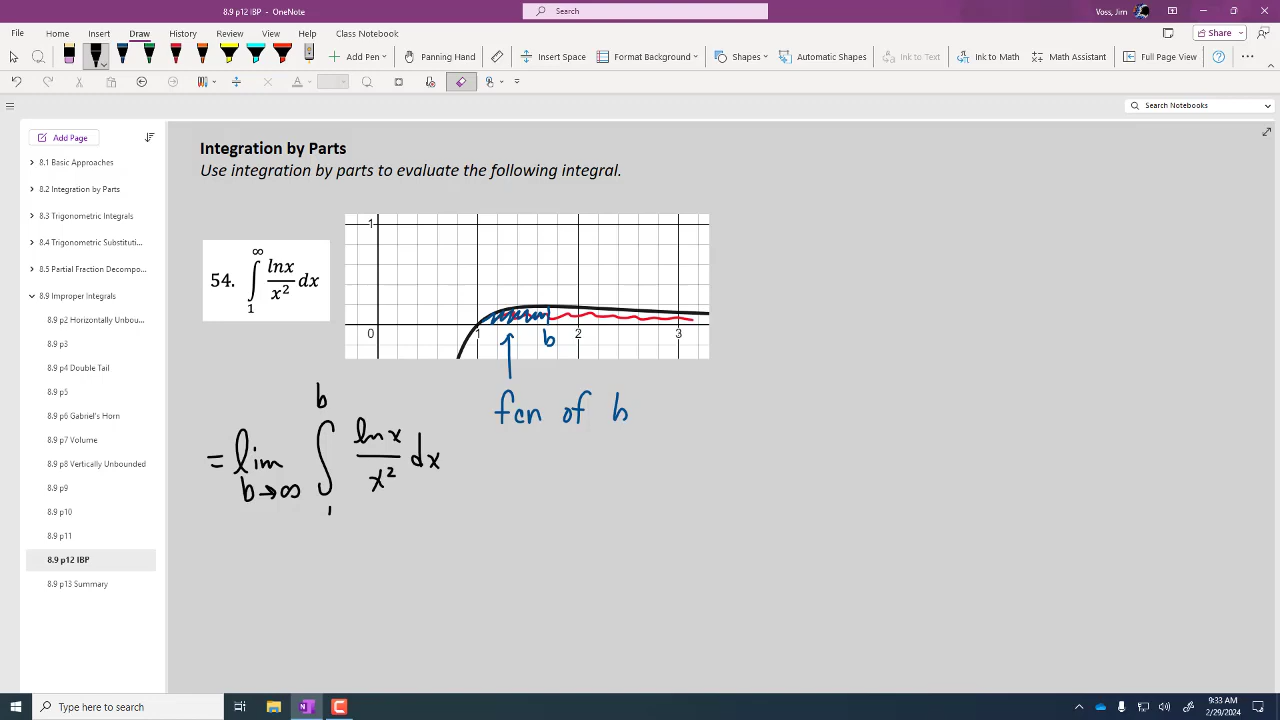 8.9 p12 IBP - OneNote
Search
Voss, Jim
File Home Insert Draw History Review View Help Class Notebook
Share
Add Pen
Panning Hand
Insert Space
Format Background
Shapes
Automatic Shapes
Ink to Text
Ink to Math
Math Assistant
Full Page View
A
Search Notebooks
Add Page
8.1 Basic Approaches
8.2 Integration by Parts
8.3 Trigonometric Integrals
8.4 Trigonometric Substituti...
8.5 Partial Fraction Decompo...
8.9 Improper Integrals
8.9 p2 Horizontally Unbou...
8.9 p3
8.9 p4 Double Tail
8.9 p5
8.9 p6 Gabriel's Horn
8.9 p7 Volume
8.9 p8 Vertically Unbounded
8.9 p9
8.9 p10
8.9 p11
8.9 p12 IBP
8.9 p13 Summary
Integration by Parts
Use integration by parts to evaluate the following integral.
54. ∫₁^∞ lnx/x² dx
1
0 1 2 3
b
fcn of b
= lim b→∞ ∫₁^b ln x/x² dx
Type here to search
9:33 AM
2/29/2024